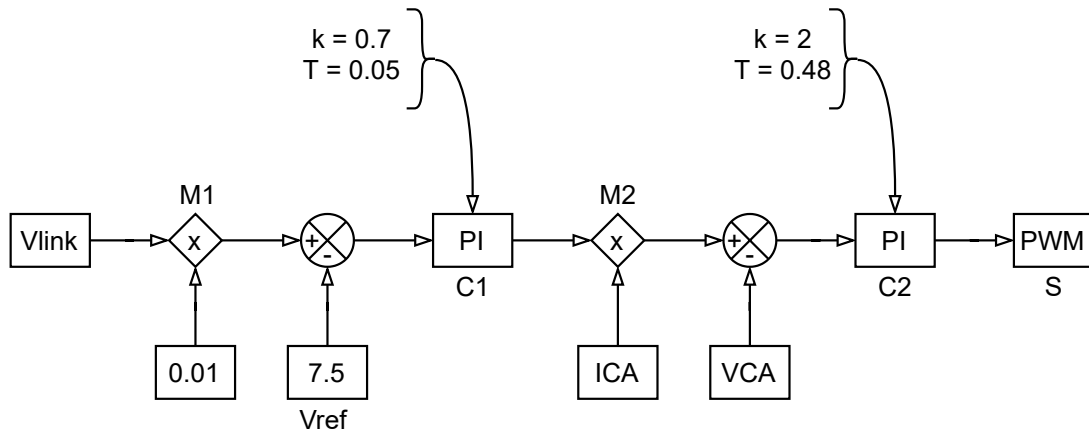 k = 0.7
T = 0.05
k = 2
T = 0.48
M1
M2
Vlink
x
+
-
PI
x
+
-
PI
PWM
C1
C2
S
0.01
7.5
ICA
VCA
Vref